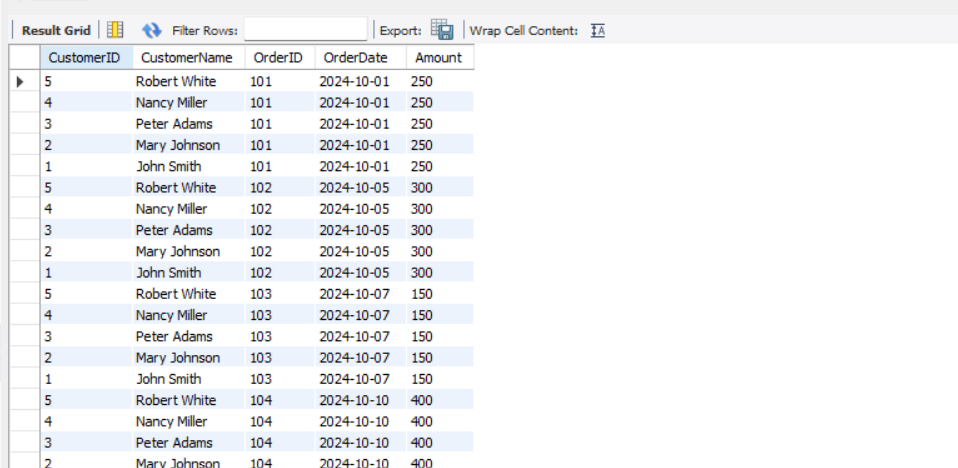 Result Grid Filter Rows: Export: Wrap Cell Content:
CustomerID CustomerName OrderID OrderDate Amount
5 Robert White 101 2024-10-01 250
4 Nancy Miller 101 2024-10-01 250
3 Peter Adams 101 2024-10-01 250
2 Mary Johnson 101 2024-10-01 250
1 John Smith 101 2024-10-01 250
5 Robert White 102 2024-10-05 300
4 Nancy Miller 102 2024-10-05 300
3 Peter Adams 102 2024-10-05 300
2 Mary Johnson 102 2024-10-05 300
1 John Smith 102 2024-10-05 300
5 Robert White 103 2024-10-07 150
4 Nancy Miller 103 2024-10-07 150
3 Peter Adams 103 2024-10-07 150
2 Mary Johnson 103 2024-10-07 150
1 John Smith 103 2024-10-07 150
5 Robert White 104 2024-10-10 400
4 Nancy Miller 104 2024-10-10 400
3 Peter Adams 104 2024-10-10 400
2 Mary Johnson 104 2024-10-10 400